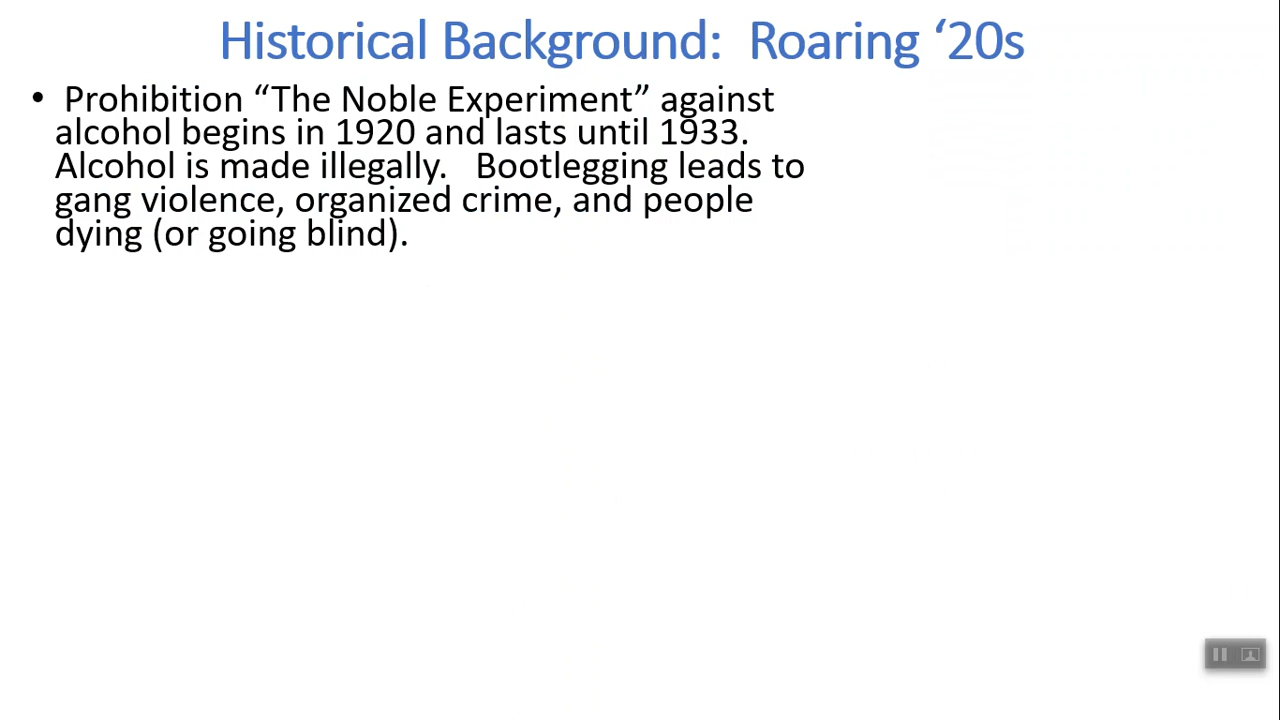 Historical Background:  Roaring ‘20s
• Prohibition “The Noble Experiment” against
alcohol begins in 1920 and lasts until 1933.
Alcohol is made illegally.   Bootlegging leads to
gang violence, organized crime, and people
dying (or going blind).